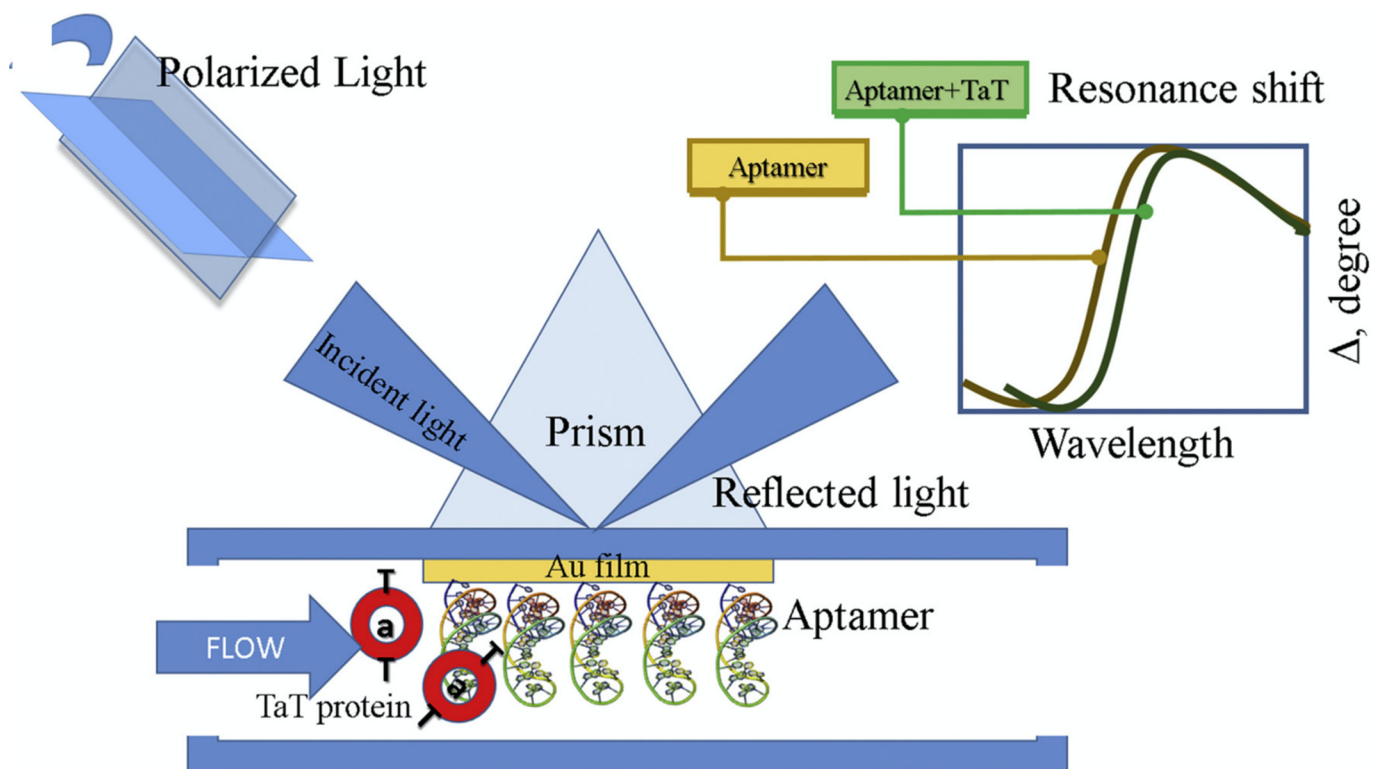 Polarized Light
Aptamer+TaT
Resonance shift
Aptamer
Δ, degree
Wavelength
Incident light
Prism
Reflected light
Au film
Aptamer
FLOW
a
a
TaT protein